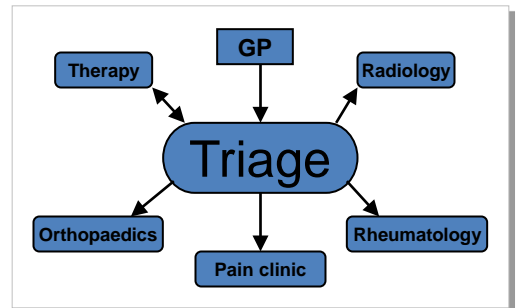 GP
Therapy
Radiology
Triage
Orthopaedics
Rheumatology
Pain clinic